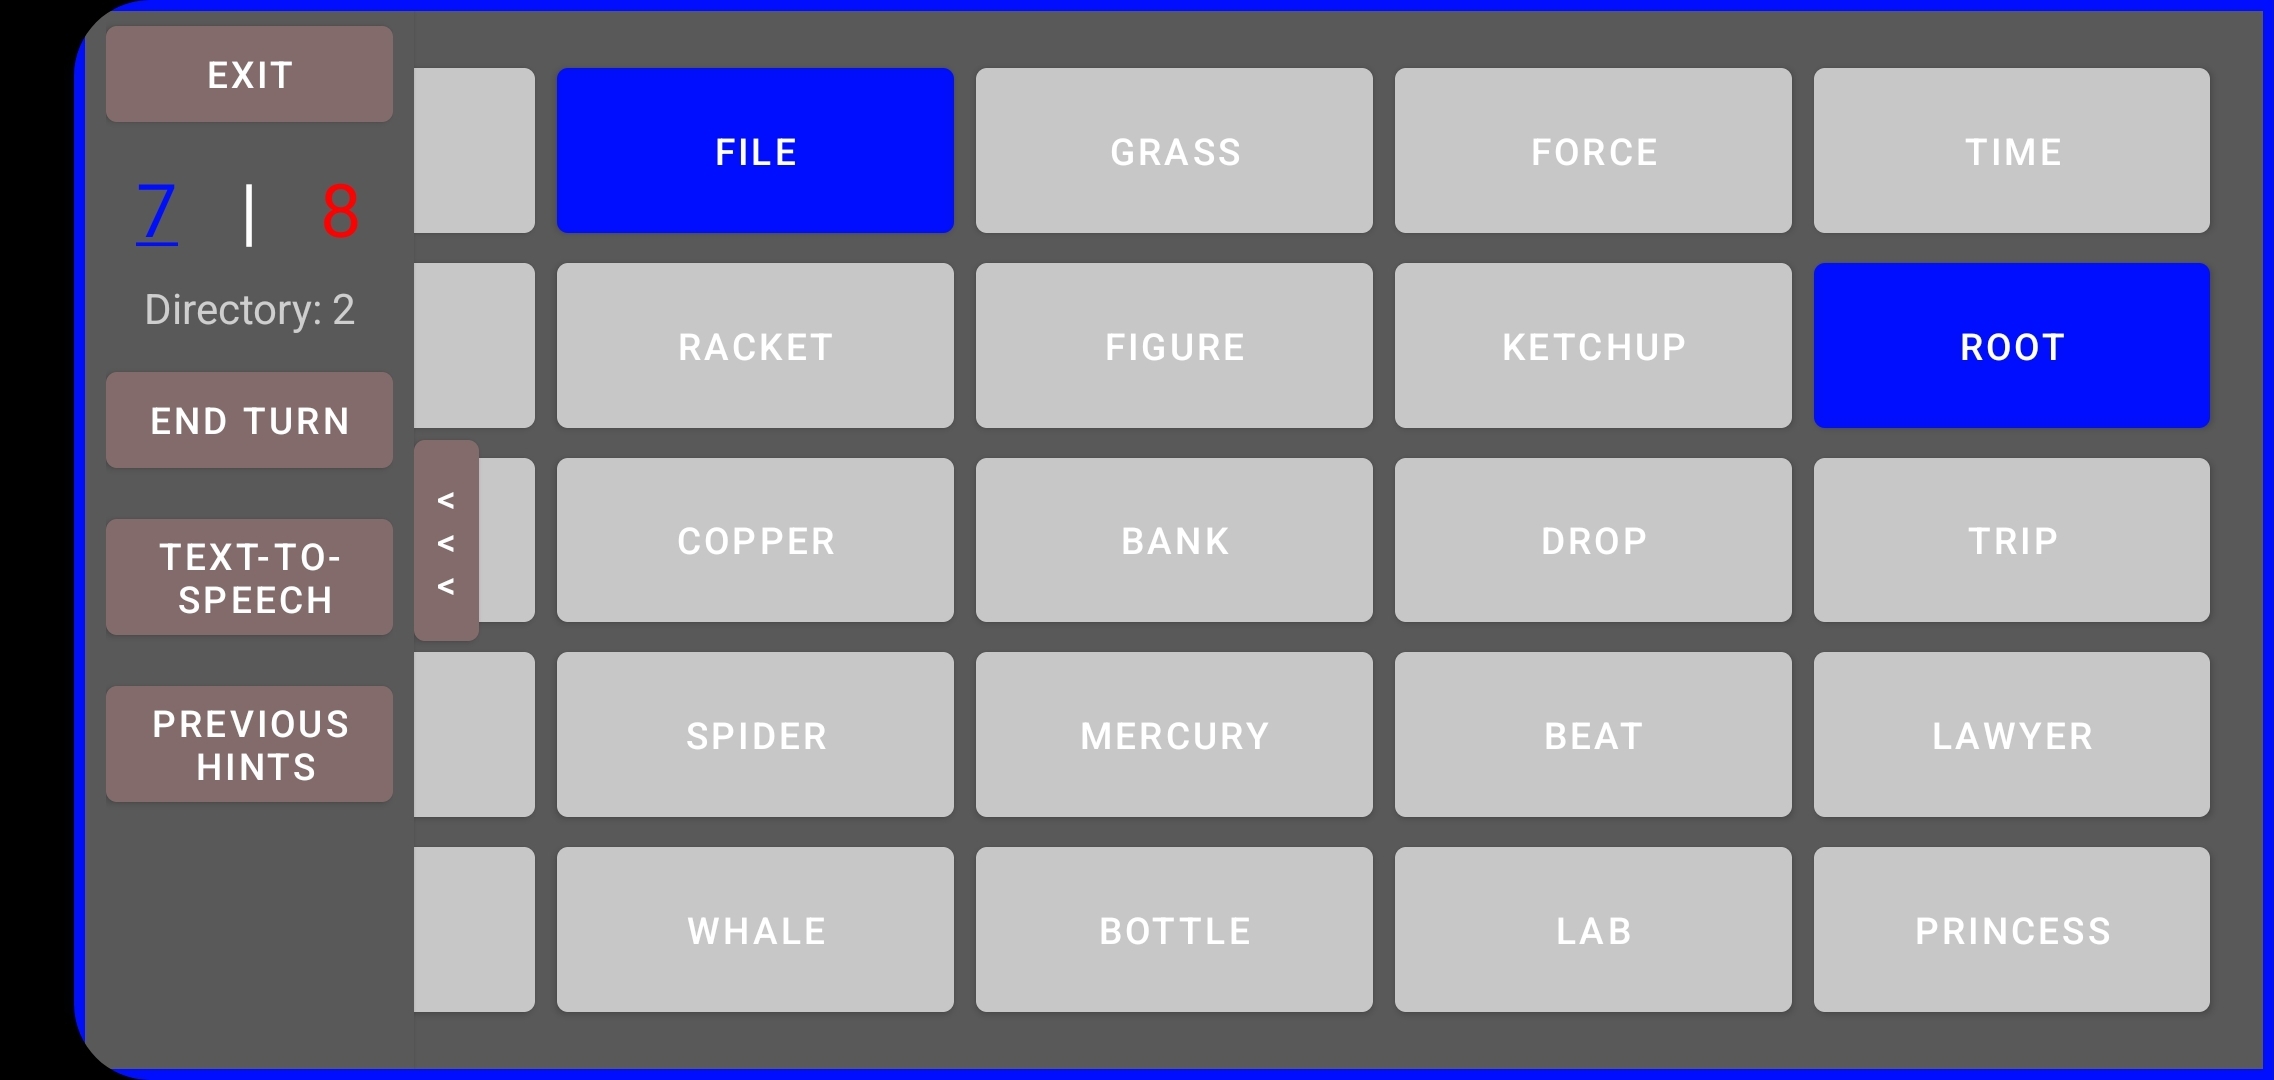 EXIT
7 | 8
Directory: 2
END TURN
TEXT-TO-
SPEECH
PREVIOUS
HINTS
<
<
<
FILE GRASS FORCE TIME
RACKET FIGURE KETCHUP ROOT
COPPER BANK DROP TRIP
SPIDER MERCURY BEAT LAWYER
WHALE BOTTLE LAB PRINCESS